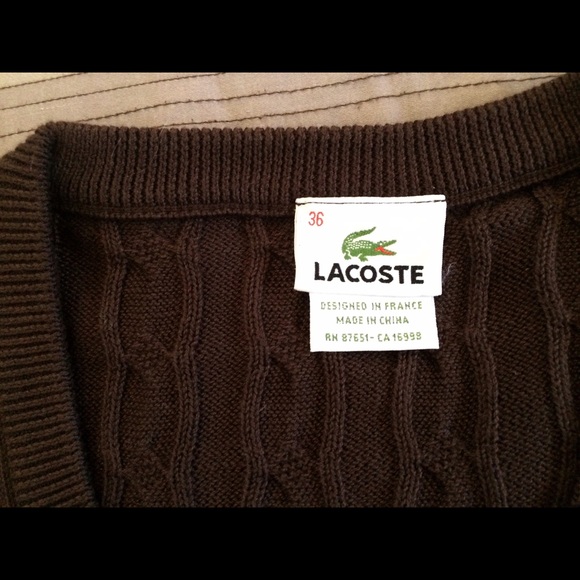 36
LACOSTE
DESIGNED IN FRANCE
MADE IN CHINA
RN 87651-CA 16998